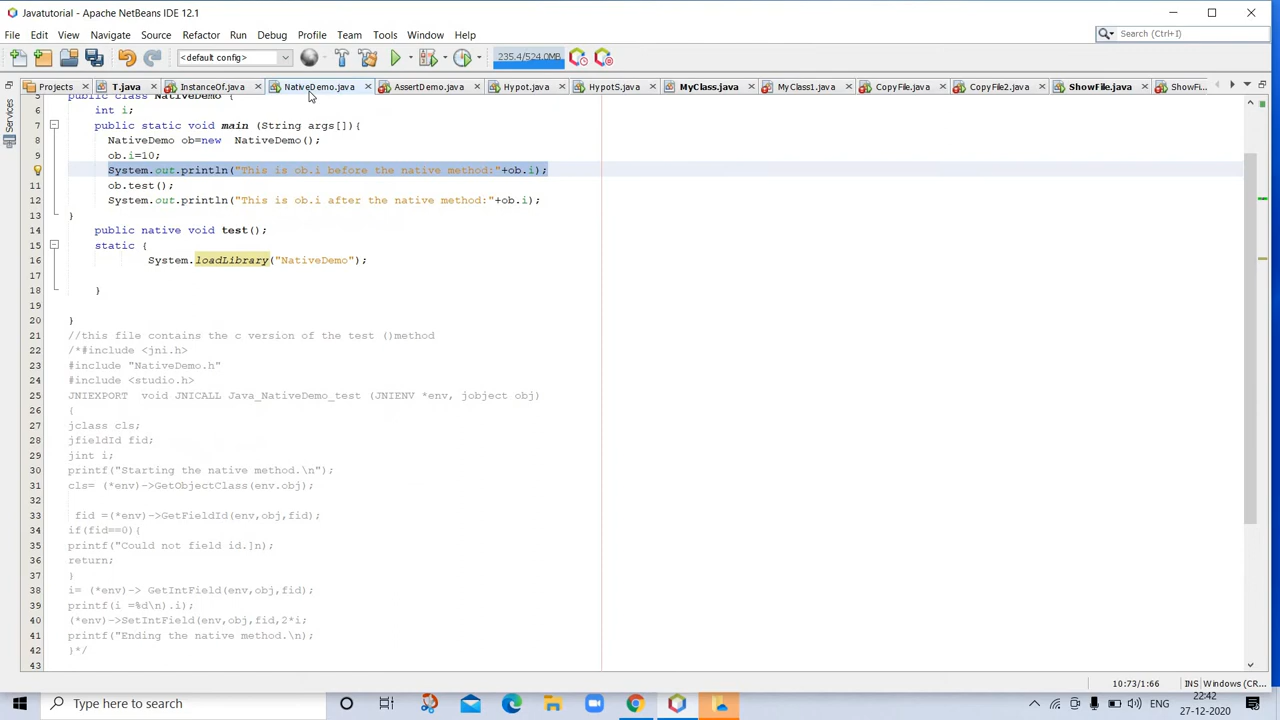 Javatutorial - Apache NetBeans IDE 12.1
File Edit View Navigate Source Refactor Run Debug Profile Team Tools Window Help
Search (Ctrl+I)
<default config> 235.4/524.0MB
Projects T.java InstanceOf.java NativeDemo.java AssertDemo.java Hypot.java HypotS.java MyClass.java MyClass1.java CopyFile.java CopyFile2.java ShowFile.java ShowFi...
Services
5 public class NativeDemo {
6 int i;
7 public static void main (String args[]){
8 NativeDemo ob=new  NativeDemo();
9 ob.i=10;
System.out.println("This is ob.i before the native method:"+ob.i);
11 ob.test();
12 System.out.println("This is ob.i after the native method:"+ob.i);
13 }
14 public native void test();
15 static {
16 System.loadLibrary("NativeDemo");
17
18 }
19
20 }
21 //this file contains the c version of the test ()method
22 /*#include <jni.h>
23 #include "NativeDemo.h"
24 #include <studio.h>
25 JNIEXPORT  void JNICALL Java_NativeDemo_test (JNIENV *env, jobject obj)
26 {
27 jclass cls;
28 jfieldId fid;
29 jint i;
30 printf("Starting the native method.\n");
31 cls= (*env)->GetObjectClass(env.obj);
32
33 fid =(*env)->GetFieldId(env,obj,fid);
34 if(fid==0){
35 printf("Could not field id.]n);
36 return;
37 }
38 i= (*env)-> GetIntField(env,obj,fid);
39 printf(i =%d\n).i);
40 (*env)->SetIntField(env,obj,fid,2*i;
41 printf("Ending the native method.\n);
42 }*/
43
10:73/1:66 INS Windows (CR...
Type here to search
ENG
22:42
27-12-2020